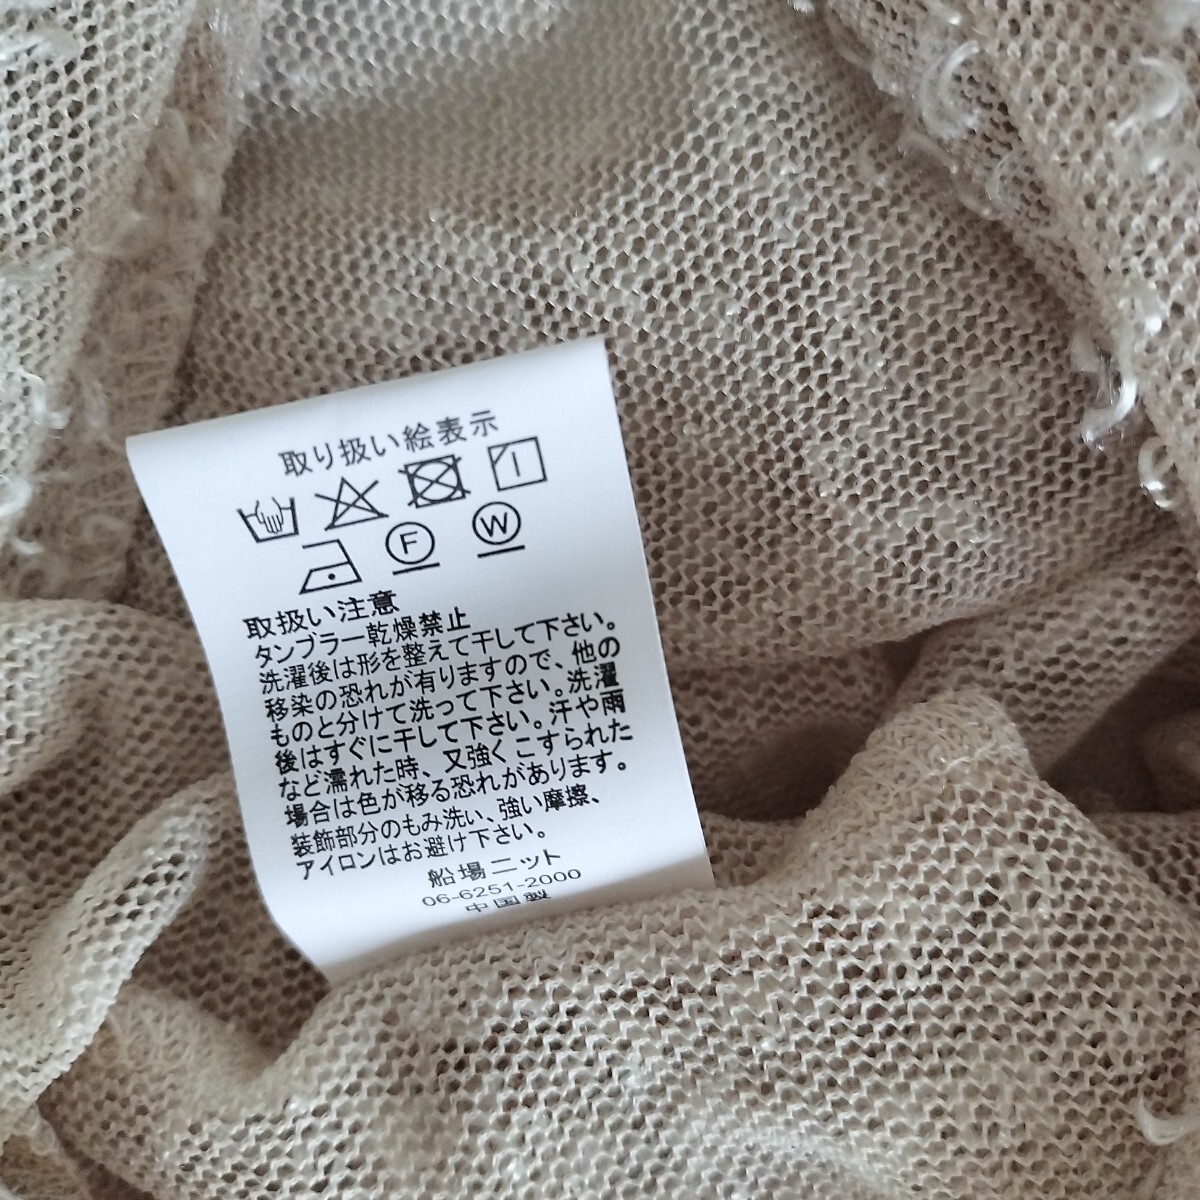 取り扱い絵表示
F W
取扱い注意
タンブラー乾燥禁止
洗濯後は形を整えて干して下さい。
移染の恐れが有りますので、他の
ものと分けて洗って下さい。洗濯
後はすぐに干して下さい。汗や雨
など濡れた時、又強くこすられた
場合は色が移る恐れがあります。
装飾部分のもみ洗い、強い摩擦、
アイロンはお避け下さい。
船場ニット
06-6251-2000
中国製